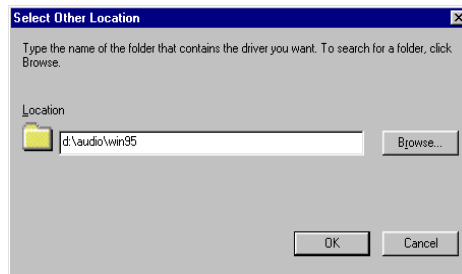 Select Other Location
Type the name of the folder that contains the driver you want. To search for a folder, click
Browse.
Location
d:\audio\win95
Browse...
OK
Cancel